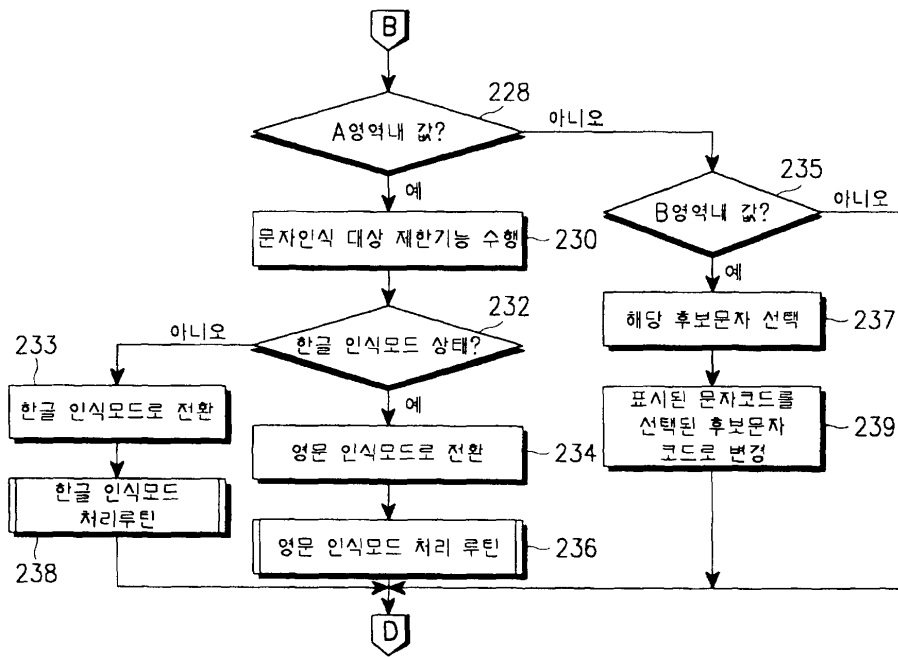 B
228
A영역내 값?
아니오
예
235
B영역내 값?
아니오
예
문자인식 대상 제한기능 수행
230
해당 후보문자 선택
237
232
한글 인식모드 상태?
아니오
예
233
한글 인식모드로 전환
영문 인식모드로 전환
234
표시된 문자코드를
선택된 후보문자
코드로 변경
239
한글 인식모드
처리루틴
238
영문 인식모드 처리 루틴
236
D